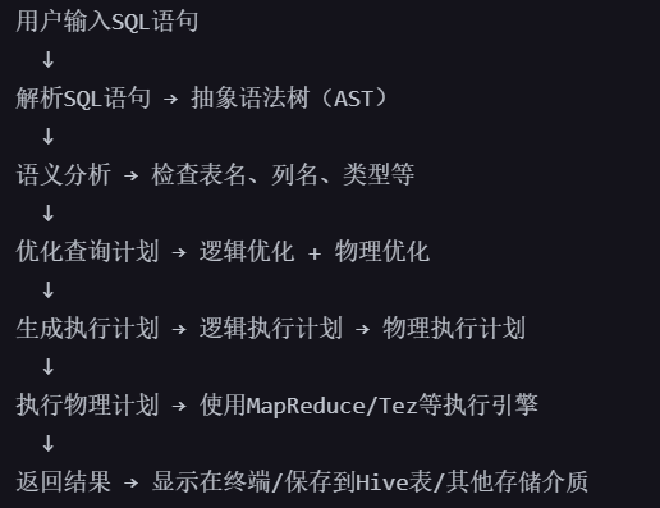 用户输入SQL语句
↓
解析SQL语句 → 抽象语法树（AST）
↓
语义分析 → 检查表名、列名、类型等
↓
优化查询计划 → 逻辑优化 + 物理优化
↓
生成执行计划 → 逻辑执行计划 → 物理执行计划
↓
执行物理计划 → 使用MapReduce/Tez等执行引擎
↓
返回结果 → 显示在终端/保存到Hive表/其他存储介质